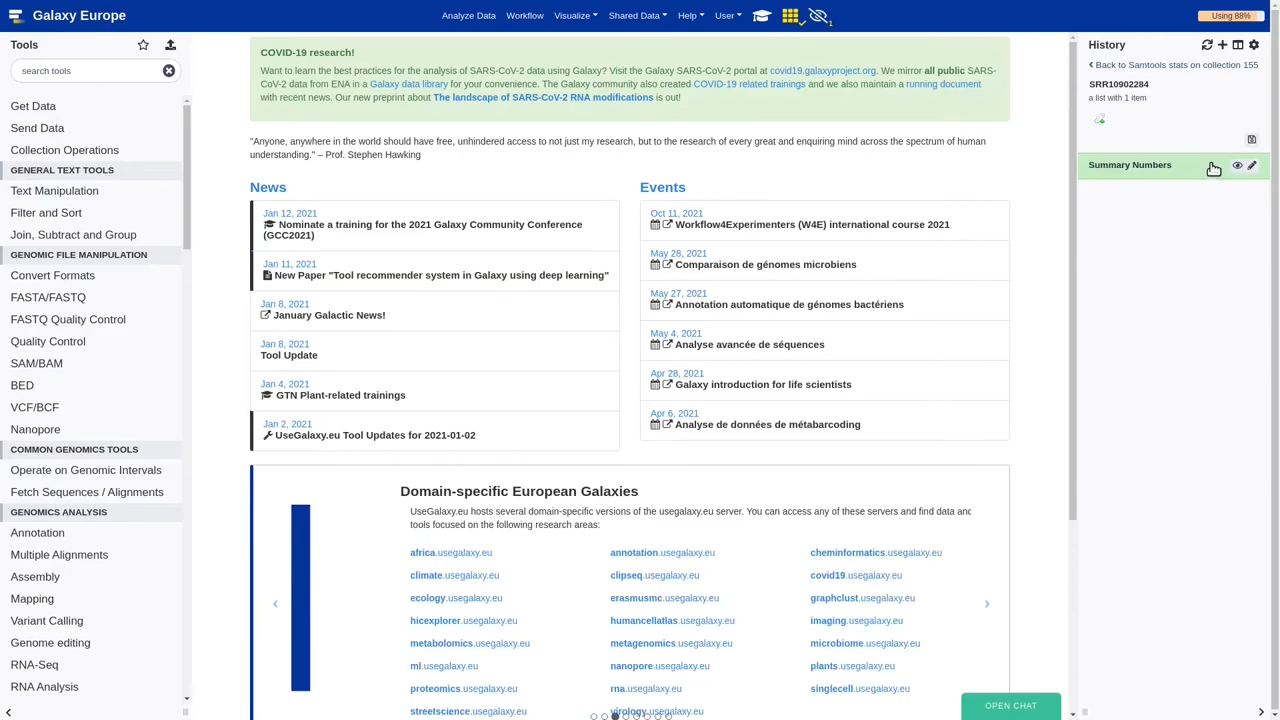 Galaxy Europe
Analyze Data Workflow Visualize Shared Data Help User 1 Using 88%
Tools
search tools
Get Data
Send Data
Collection Operations
GENERAL TEXT TOOLS
Text Manipulation
Filter and Sort
Join, Subtract and Group
GENOMIC FILE MANIPULATION
Convert Formats
FASTA/FASTQ
FASTQ Quality Control
Quality Control
SAM/BAM
BED
VCF/BCF
Nanopore
COMMON GENOMICS TOOLS
Operate on Genomic Intervals
Fetch Sequences / Alignments
GENOMICS ANALYSIS
Annotation
Multiple Alignments
Assembly
Mapping
Variant Calling
Genome editing
RNA-Seq
RNA Analysis
COVID-19 research!
Want to learn the best practices for the analysis of SARS-CoV-2 data using Galaxy? Visit the Galaxy SARS-CoV-2 portal at covid19.galaxyproject.org. We mirror all public SARS-
CoV-2 data from ENA in a Galaxy data library for your convenience. The Galaxy community also created COVID-19 related trainings and we also maintain a running document
with recent news. Our new preprint about The landscape of SARS-CoV-2 RNA modifications is out!
"Anyone, anywhere in the world should have free, unhindered access to not just my research, but to the research of every great and enquiring mind across the spectrum of human
understanding." – Prof. Stephen Hawking
News
Jan 12, 2021
Nominate a training for the 2021 Galaxy Community Conference
(GCC2021)
Jan 11, 2021
New Paper "Tool recommender system in Galaxy using deep learning"
Jan 8, 2021
January Galactic News!
Jan 8, 2021
Tool Update
Jan 4, 2021
GTN Plant-related trainings
Jan 2, 2021
UseGalaxy.eu Tool Updates for 2021-01-02
Events
Oct 11, 2021
Workflow4Experimenters (W4E) international course 2021
May 28, 2021
Comparaison de génomes microbiens
May 27, 2021
Annotation automatique de génomes bactériens
May 4, 2021
Analyse avancée de séquences
Apr 28, 2021
Galaxy introduction for life scientists
Apr 6, 2021
Analyse de données de métabarcoding
Domain-specific European Galaxies
UseGalaxy.eu hosts several domain-specific versions of the usegalaxy.eu server. You can access any of these servers and find data and
tools focused on the following research areas:
africa.usegalaxy.eu annotation.usegalaxy.eu cheminformatics.usegalaxy.eu
climate.usegalaxy.eu clipseq.usegalaxy.eu covid19.usegalaxy.eu
ecology.usegalaxy.eu erasmusmc.usegalaxy.eu graphclust.usegalaxy.eu
hicexplorer.usegalaxy.eu humancellatlas.usegalaxy.eu imaging.usegalaxy.eu
metabolomics.usegalaxy.eu metagenomics.usegalaxy.eu microbiome.usegalaxy.eu
ml.usegalaxy.eu nanopore.usegalaxy.eu plants.usegalaxy.eu
proteomics.usegalaxy.eu rna.usegalaxy.eu singlecell.usegalaxy.eu
streetscience.usegalaxy.eu virology.usegalaxy.eu
OPEN CHAT
History
Back to Samtools stats on collection 155
SRR10902284
a list with 1 item
Summary Numbers